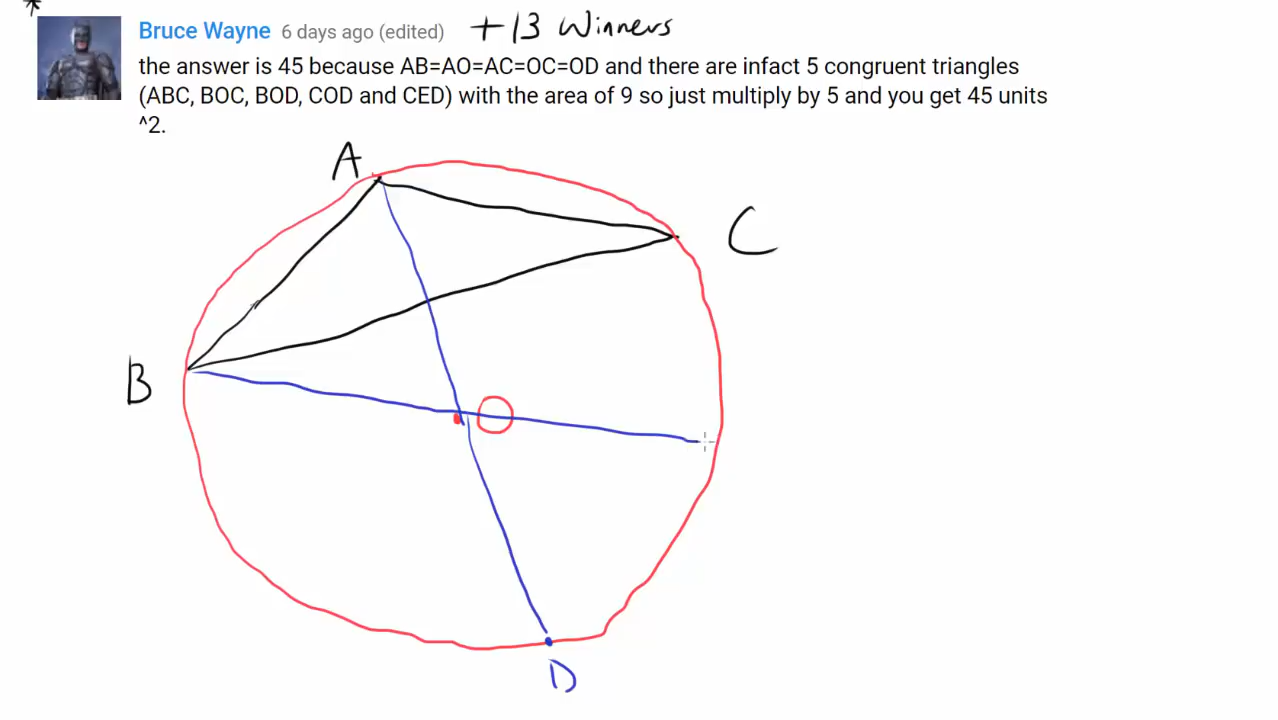 *
Bruce Wayne 6 days ago (edited) +13 Winners
the answer is 45 because AB=AO=AC=OC=OD and there are infact 5 congruent triangles
(ABC, BOC, BOD, COD and CED) with the area of 9 so just multiply by 5 and you get 45 units
^2.
A
C
B
O
D